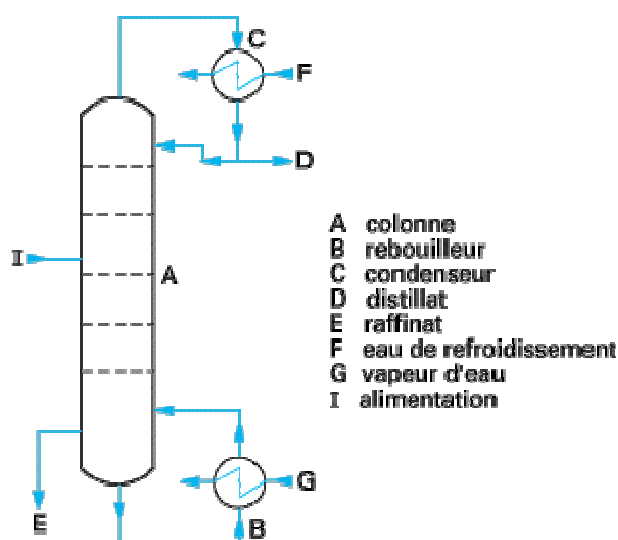 C
F
D
I
A
E
G
B
A colonne
B rebouilleur
C condenseur
D distillat
E raffinat
F eau de refroidissement
G vapeur d'eau
I alimentation